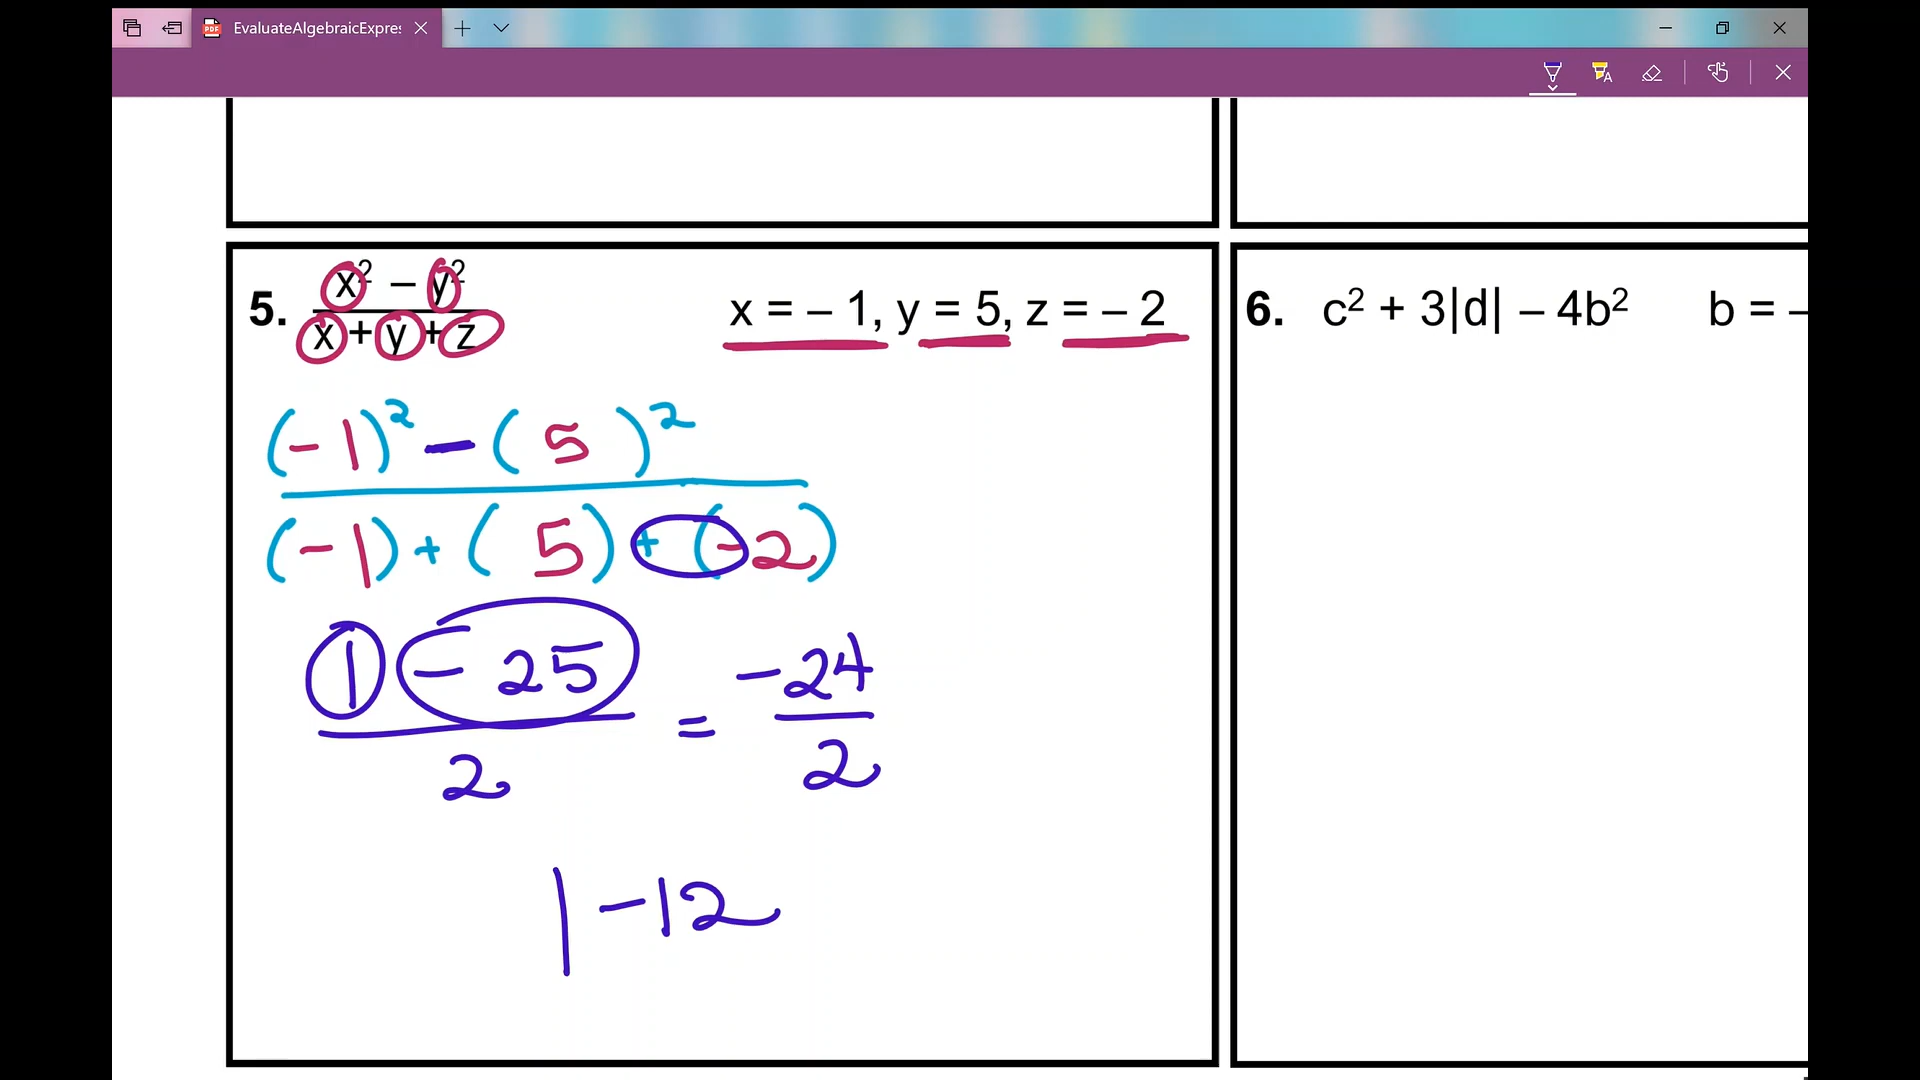 EvaluateAlgebraicExpres
5. x² – y² / x + y + z x = – 1, y = 5, z = – 2
(-1)² - (5)²
(-1) + (5) + (-2)
1 - 25 / 2 = -24 / 2
-12
6. c² + 3|d| – 4b² b = –